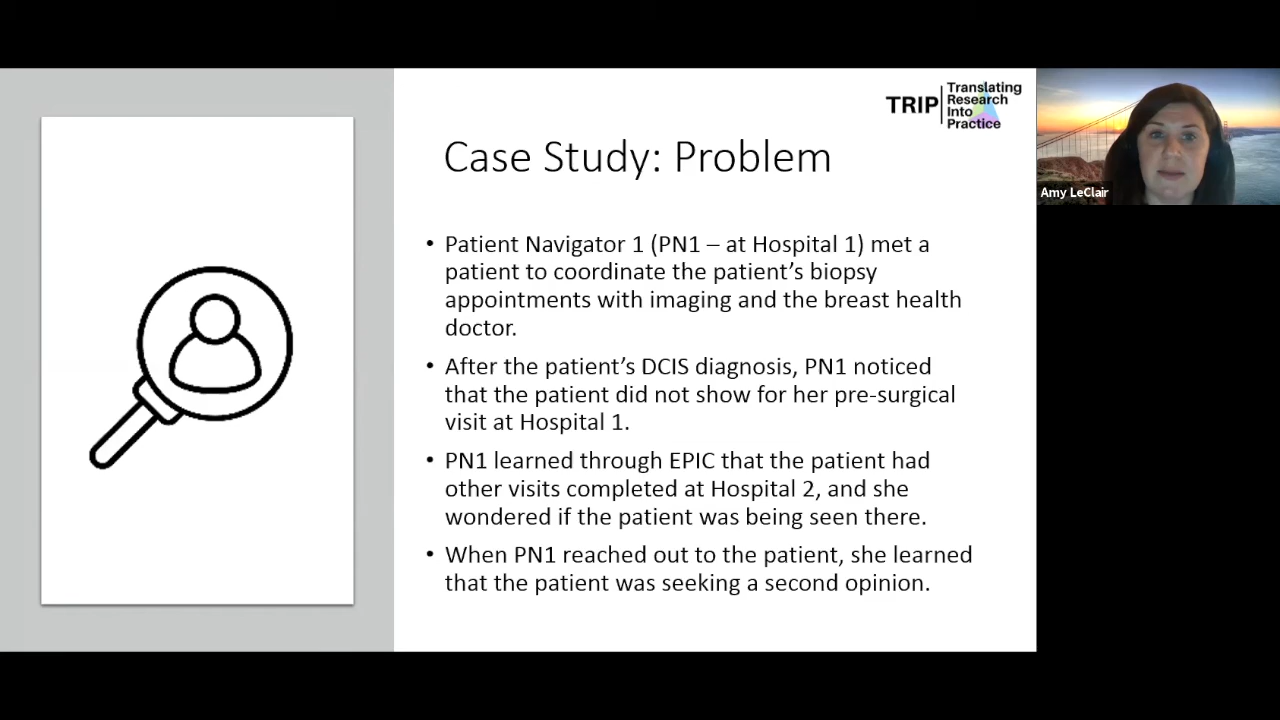 TRIP
Translating
Research
Into
Practice
Case Study: Problem
• Patient Navigator 1 (PN1 – at Hospital 1) met a
patient to coordinate the patient's biopsy
appointments with imaging and the breast health
doctor.
• After the patient's DCIS diagnosis, PN1 noticed
that the patient did not show for her pre-surgical
visit at Hospital 1.
• PN1 learned through EPIC that the patient had
other visits completed at Hospital 2, and she
wondered if the patient was being seen there.
• When PN1 reached out to the patient, she learned
that the patient was seeking a second opinion.
Amy LeClair